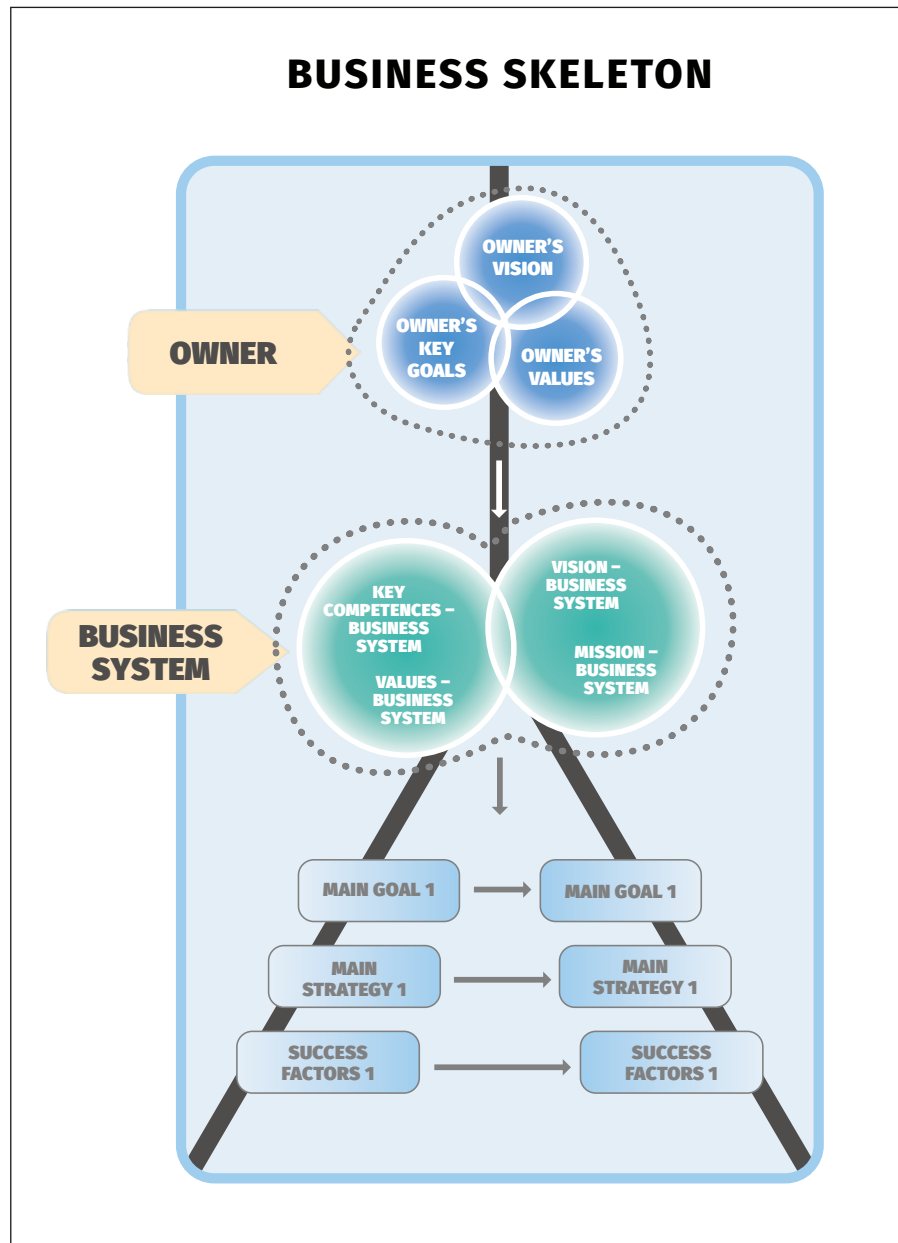 BUSINESS SKELETON
OWNER'S
VISION
OWNER'S
KEY
GOALS
OWNER'S
VALUES
OWNER
KEY
COMPETENCES –
BUSINESS
SYSTEM
VALUES –
BUSINESS
SYSTEM
VISION –
BUSINESS
SYSTEM
MISSION –
BUSINESS
SYSTEM
BUSINESS
SYSTEM
MAIN GOAL 1
MAIN GOAL 1
MAIN
STRATEGY 1
MAIN
STRATEGY 1
SUCCESS
FACTORS 1
SUCCESS
FACTORS 1